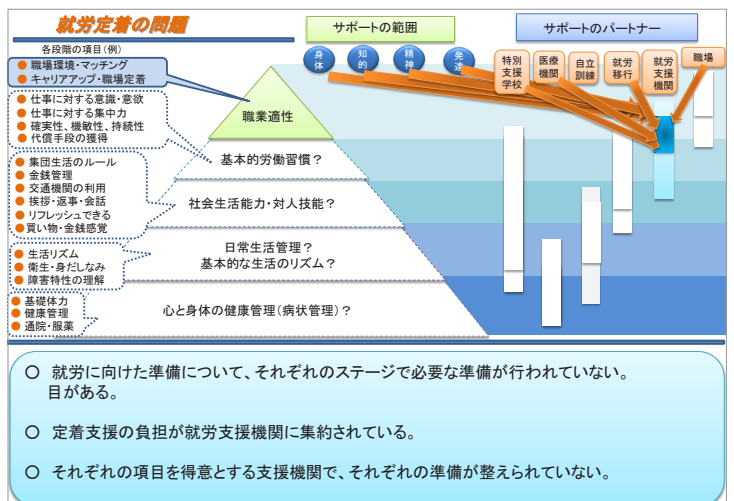 就労定着の問題
サポートの範囲
サポートのパートナー
各段階の項目(例)
● 職場環境・マッチング
● キャリアアップ・職場定着
身体
知的
精神
発達
特別支援学校
医療機関
自立訓練
就労移行
就労支援機関
職場
● 仕事に対する意識・意欲
● 仕事に対する集中力
● 確実性、機敏性、持続性
● 代償手段の獲得
職業適性
基本的労働習慣?
● 集団生活のルール
● 金銭管理
● 交通機関の利用
● 挨拶・返事・会話
● リフレッシュできる
● 買い物・金銭感覚
社会生活能力・対人技能?
● 生活リズム
● 衛生・身だしなみ
● 障害特性の理解
日常生活管理?
基本的な生活のリズム?
● 基礎体力
● 健康管理
● 通院・服薬
心と身体の健康管理(病状管理)?
○ 就労に向けた準備について、それぞれのステージで必要な準備が行われていない。
目がある。
○ 定着支援の負担が就労支援機関に集約されている。
○ それぞれの項目を得意とする支援機関で、それぞれの準備が整えられていない。